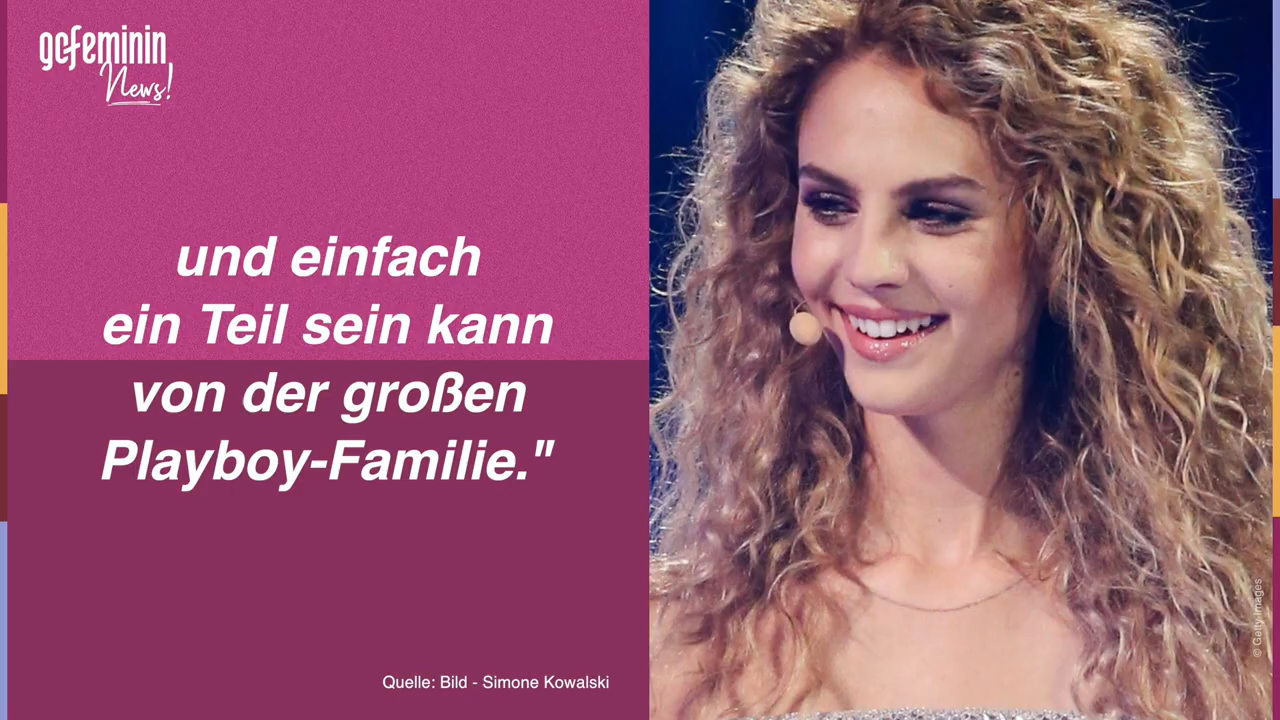 gofeminin
News!
und einfach
ein Teil sein kann
von der großen
Playboy-Familie."
Quelle: Bild - Simone Kowalski
© Getty Images